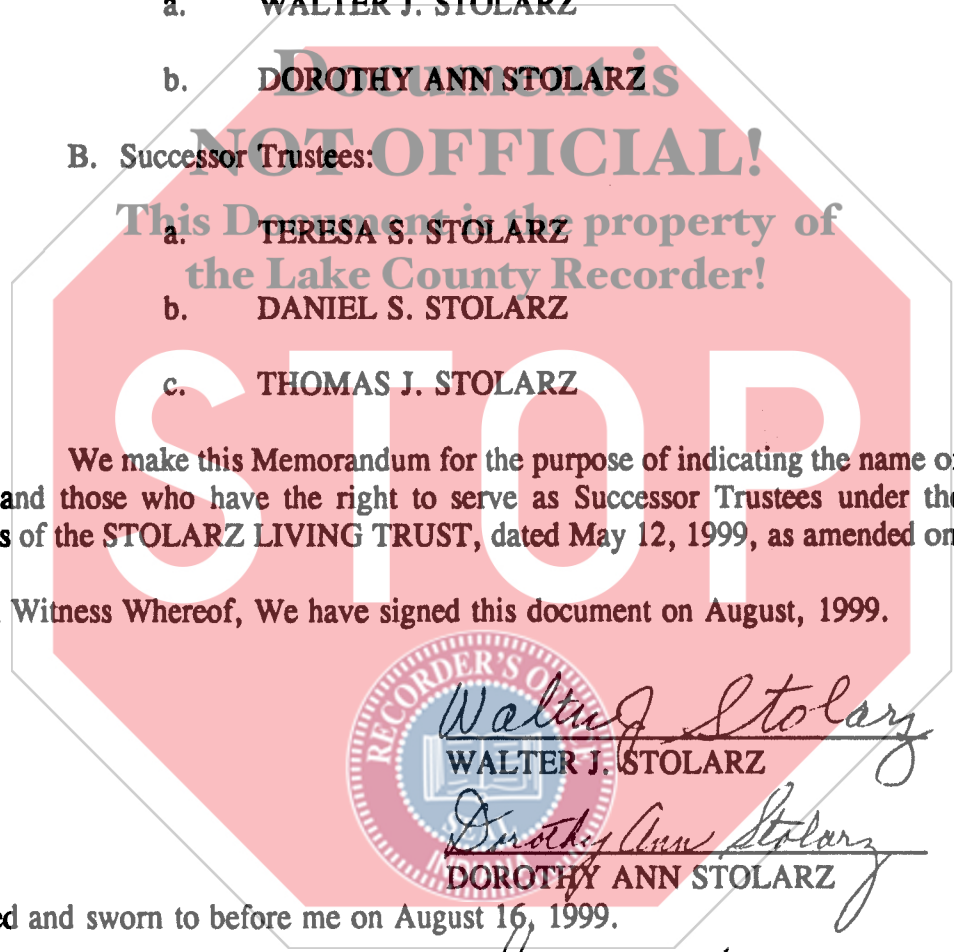 a. WALTER J. STOLARZ
Document is
b. DOROTHY ANN STOLARZ
NOT OFFICIAL!
B. Successor Trustees:
This Document is the property of
a. TERESA S. STOLARZ
the Lake County Recorder!
b. DANIEL S. STOLARZ
STOP
c. THOMAS J. STOLARZ
We make this Memorandum for the purpose of indicating the name
and those who have the right to serve as Successor Trustees under the
of the STOLARZ LIVING TRUST, dated May 12, 1999, as amended on
Witness Whereof, We have signed this document on August, 1999.
RECORDER'S OFFICE
Walter J Stolarz
WALTER J. STOLARZ
Dorothy Ann Stolarz
INDIANA
DOROTHY ANN STOLARZ
and sworn to before me on August 16, 1999.